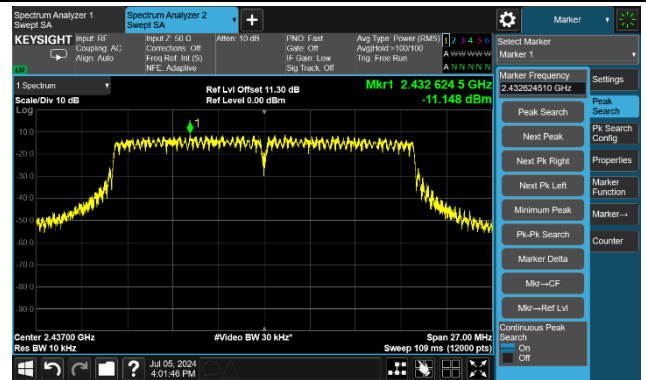 Spectrum Analyzer 1
Swept SA
Spectrum Analyzer 2
Swept SA
Marker
KEYSIGHT
Input: RF
Coupling: AC
Align: Auto
Input Z: 50 Ω
Corrections: Off
Freq Ref: Int (S)
NFE: Adaptive
Atten: 10 dB
PNO: Fast
Gate: Off
IF Gain: Low
Sig Track: Off
Avg Type: Power (RMS)
Avg|Hold:>100/100
Trig: Free Run
1 2 3 4 5 6
A W W W W W
A N N N N N
Select Marker
Marker 1
1 Spectrum
Scale/Div 10 dB
Log
Ref Lvl Offset 11.30 dB
Ref Level 0.00 dBm
Mkr1 2.432 624 5 GHz
-11.148 dBm
1
-10.0
-20.0
-30.0
-40.0
-50.0
-60.0
-70.0
-80.0
-90.0
Center 2.43700 GHz
Res BW 10 kHz
#Video BW 30 kHz*
Span 27.00 MHz
Sweep 109 ms (12000 pts)
Marker Frequency
2.432624510 GHz
Peak Search
Next Peak
Next Pk Right
Next Pk Left
Minimum Peak
Pk-Pk Search
Marker Delta
Mkr→CF
Mkr→Ref Lvl
Continuous Peak
Search
On
Off
Settings
Peak
Search
Pk Search
Config
Properties
Marker
Function
Marker→
Counter
Jul 05, 2024
4:01:46 PM